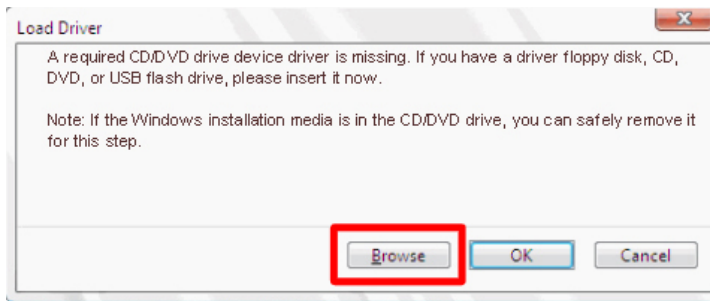 Load Driver
A required CD/DVD drive device driver is missing. If you have a driver floppy disk, CD,
DVD, or USB flash drive, please insert it now.
Note: If the Windows installation media is in the CD/DVD drive, you can safely remove it
for this step.
Browse OK Cancel